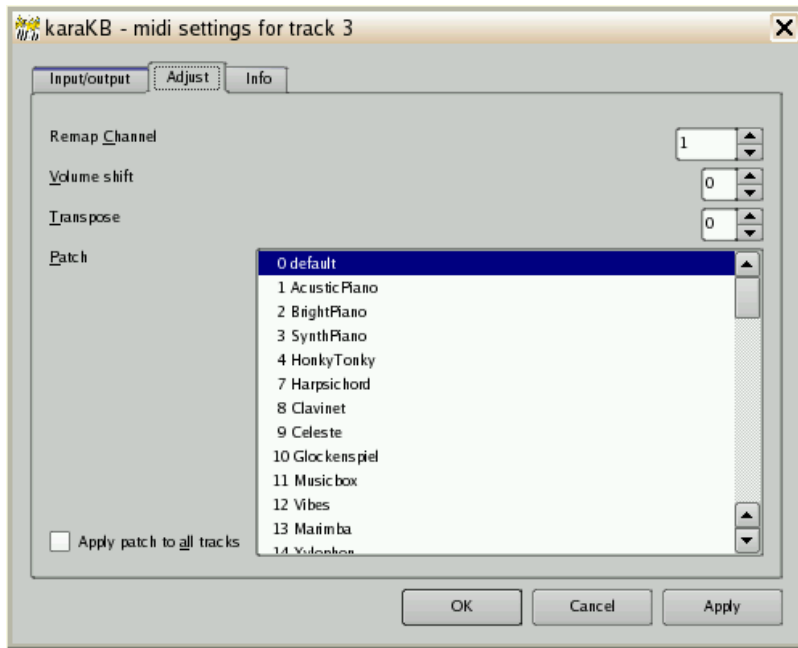 karaKB - midi settings for track 3
Input/output Adjust Info
Remap Channel 1
Volume shift 0
Transpose 0
Patch
0 default
1 AcusticPiano
2 BrightPiano
3 SynthPiano
4 HonkyTonky
7 Harpsichord
8 Clavinet
9 Celeste
10 Glockenspiel
11 Musicbox
12 Vibes
13 Marimba
14 Xylophon
Apply patch to all tracks
OK Cancel Apply